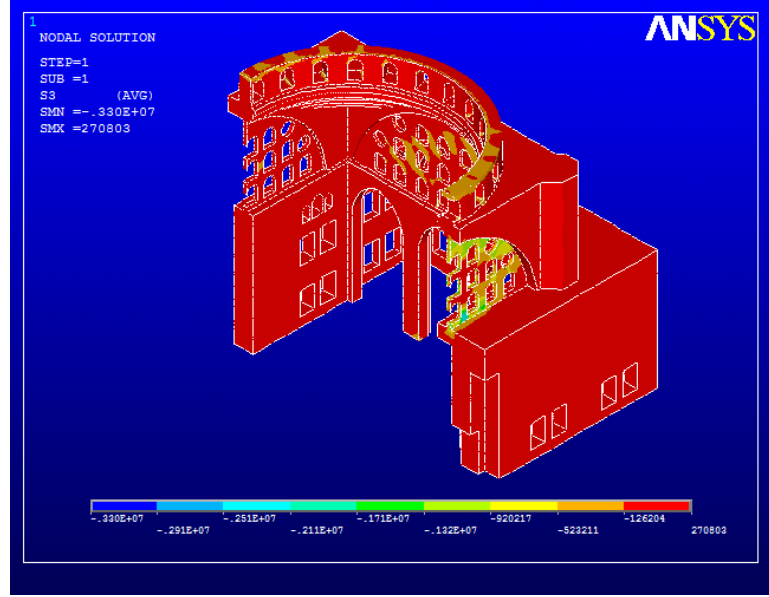 1
ANSYS
NODAL SOLUTION
STEP=1
SUB =1
S3 (AVG)
SMN =-.330E+07
SMX =270803
-.330E+07 -.251E+07 -.171E+07 -920217 -126204
-.291E+07 -.211E+07 -.132E+07 -523211 270803